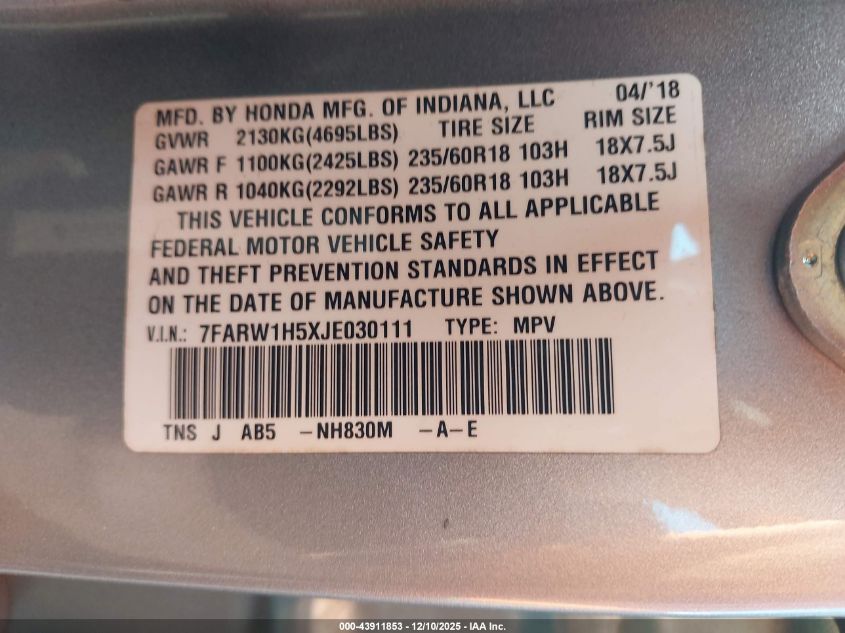 MFD. BY HONDA MFG. OF INDIANA, LLC 04/'18
GVWR 2130KG(4695LBS) TIRE SIZE RIM SIZE
GAWR F 1100KG(2425LBS) 235/60R18 103H 18X7.5J
GAWR R 1040KG(2292LBS) 235/60R18 103H 18X7.5J
THIS VEHICLE CONFORMS TO ALL APPLICABLE
FEDERAL MOTOR VEHICLE SAFETY
AND THEFT PREVENTION STANDARDS IN EFFECT
ON THE DATE OF MANUFACTURE SHOWN ABOVE.
V.I.N.: 7FARW1H5XJE030111 TYPE: MPV
TNS J AB5 -NH830M -A-E
000-43911853 - 12/10/2025 - IAA Inc.